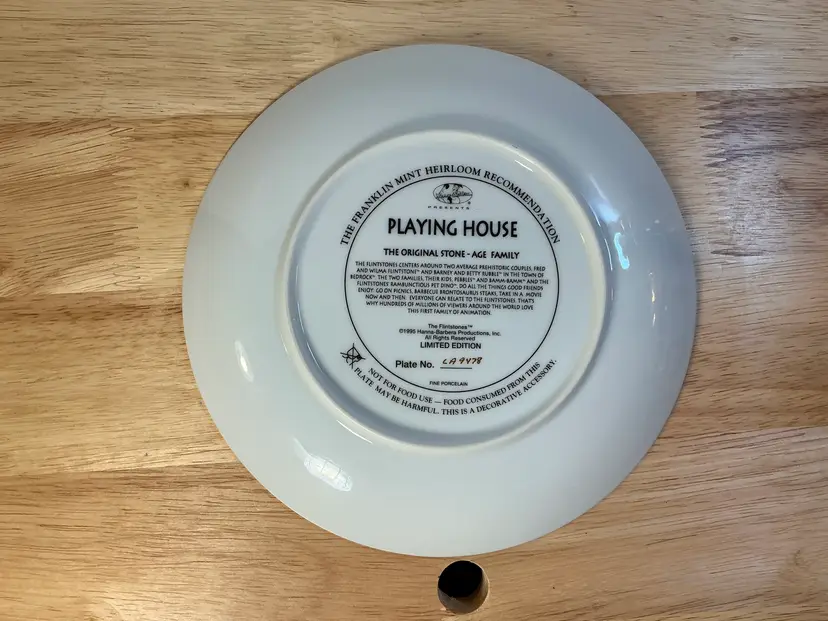 THE FRANKLIN MINT HEIRLOOM RECOMMENDATION
PRESENTS
PLAYING HOUSE
THE ORIGINAL STONE - AGE FAMILY
THE FLINTSTONES CENTERS AROUND TWO AVERAGE PREHISTORIC COUPLES, FRED
AND WILMA FLINTSTONE™ AND BARNEY AND BETTY RUBBLE™ IN THE TOWN OF
BEDROCK™. THE TWO FAMILIES, THEIR KIDS, PEBBLES™ AND BAMM-BAMM™ AND THE
FLINTSTONES' RAMBUNCTIOUS PET DINO™, DO ALL THE THINGS GOOD FRIENDS
ENJOY: GO ON PICNICS, BARBECUE BRONTOSAURUS STEAKS, TAKE IN A MOVIE
NOW AND THEN. EVERYONE CAN RELATE TO THE FLINTSTONES. THAT'S
WHY HUNDREDS OF MILLIONS OF VIEWERS AROUND THE WORLD LOVE
THIS FIRST FAMILY OF ANIMATION.
The Flintstones™
©1995 Hanna-Barbera Productions, Inc.
All Rights Reserved
LIMITED EDITION
Plate No. LA9478
FINE PORCELAIN
NOT FOR FOOD USE — FOOD CONSUMED FROM THIS
PLATE MAY BE HARMFUL. THIS IS A DECORATIVE ACCESSORY.